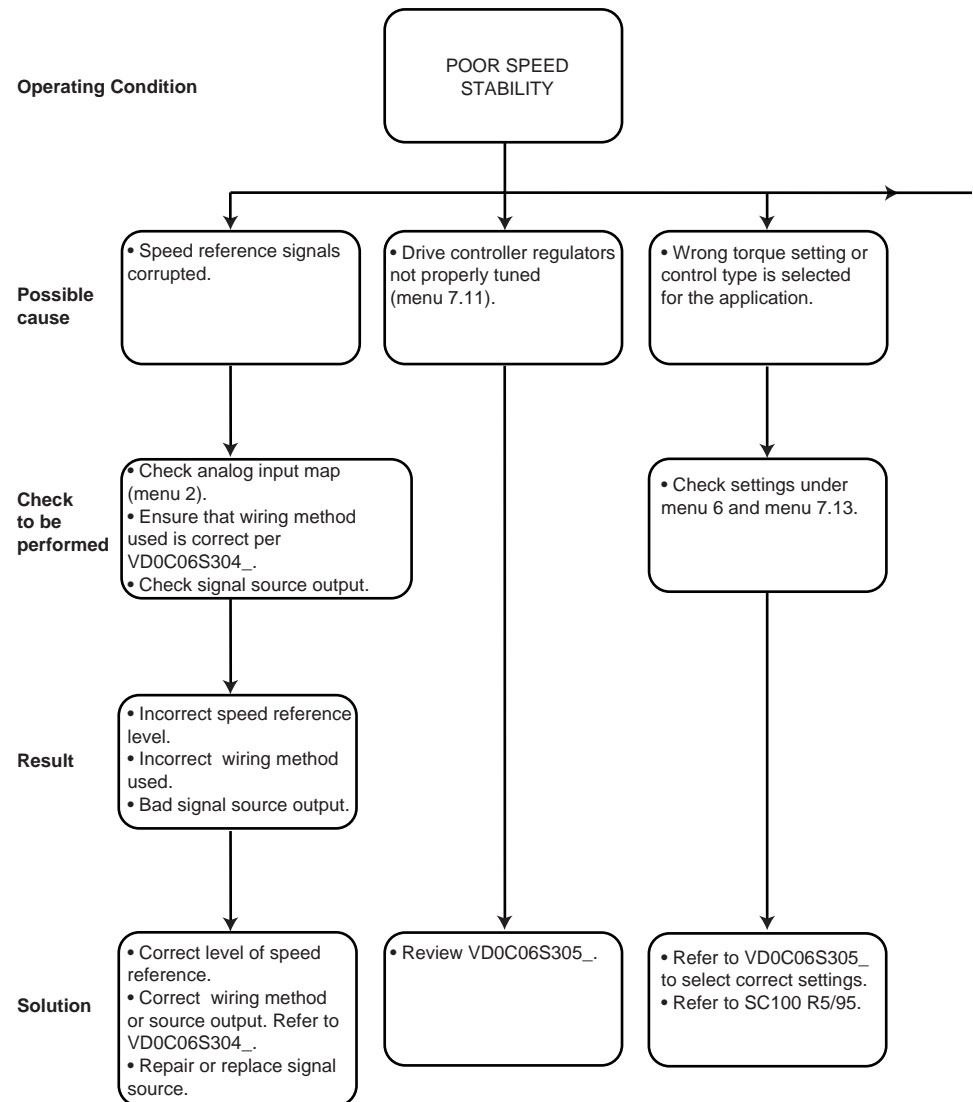 Operating Condition
POOR SPEED
STABILITY
Possible
cause
• Speed reference signals
corrupted.
• Drive controller regulators
not properly tuned
(menu 7.11).
• Wrong torque setting or
control type is selected
for the application.
Check
to be
performed
• Check analog input map
(menu 2).
• Ensure that wiring method
used is correct per
VD0C06S304_.
• Check signal source output.
• Check settings under
menu 6 and menu 7.13.
Result
• Incorrect speed reference
level.
• Incorrect wiring method
used.
• Bad signal source output.
Solution
• Correct level of speed
reference.
• Correct wiring method
or source output. Refer to
VD0C06S304_.
• Repair or replace signal
source.
• Review VD0C06S305_.
• Refer to VD0C06S305_
to select correct settings.
• Refer to SC100 R5/95.